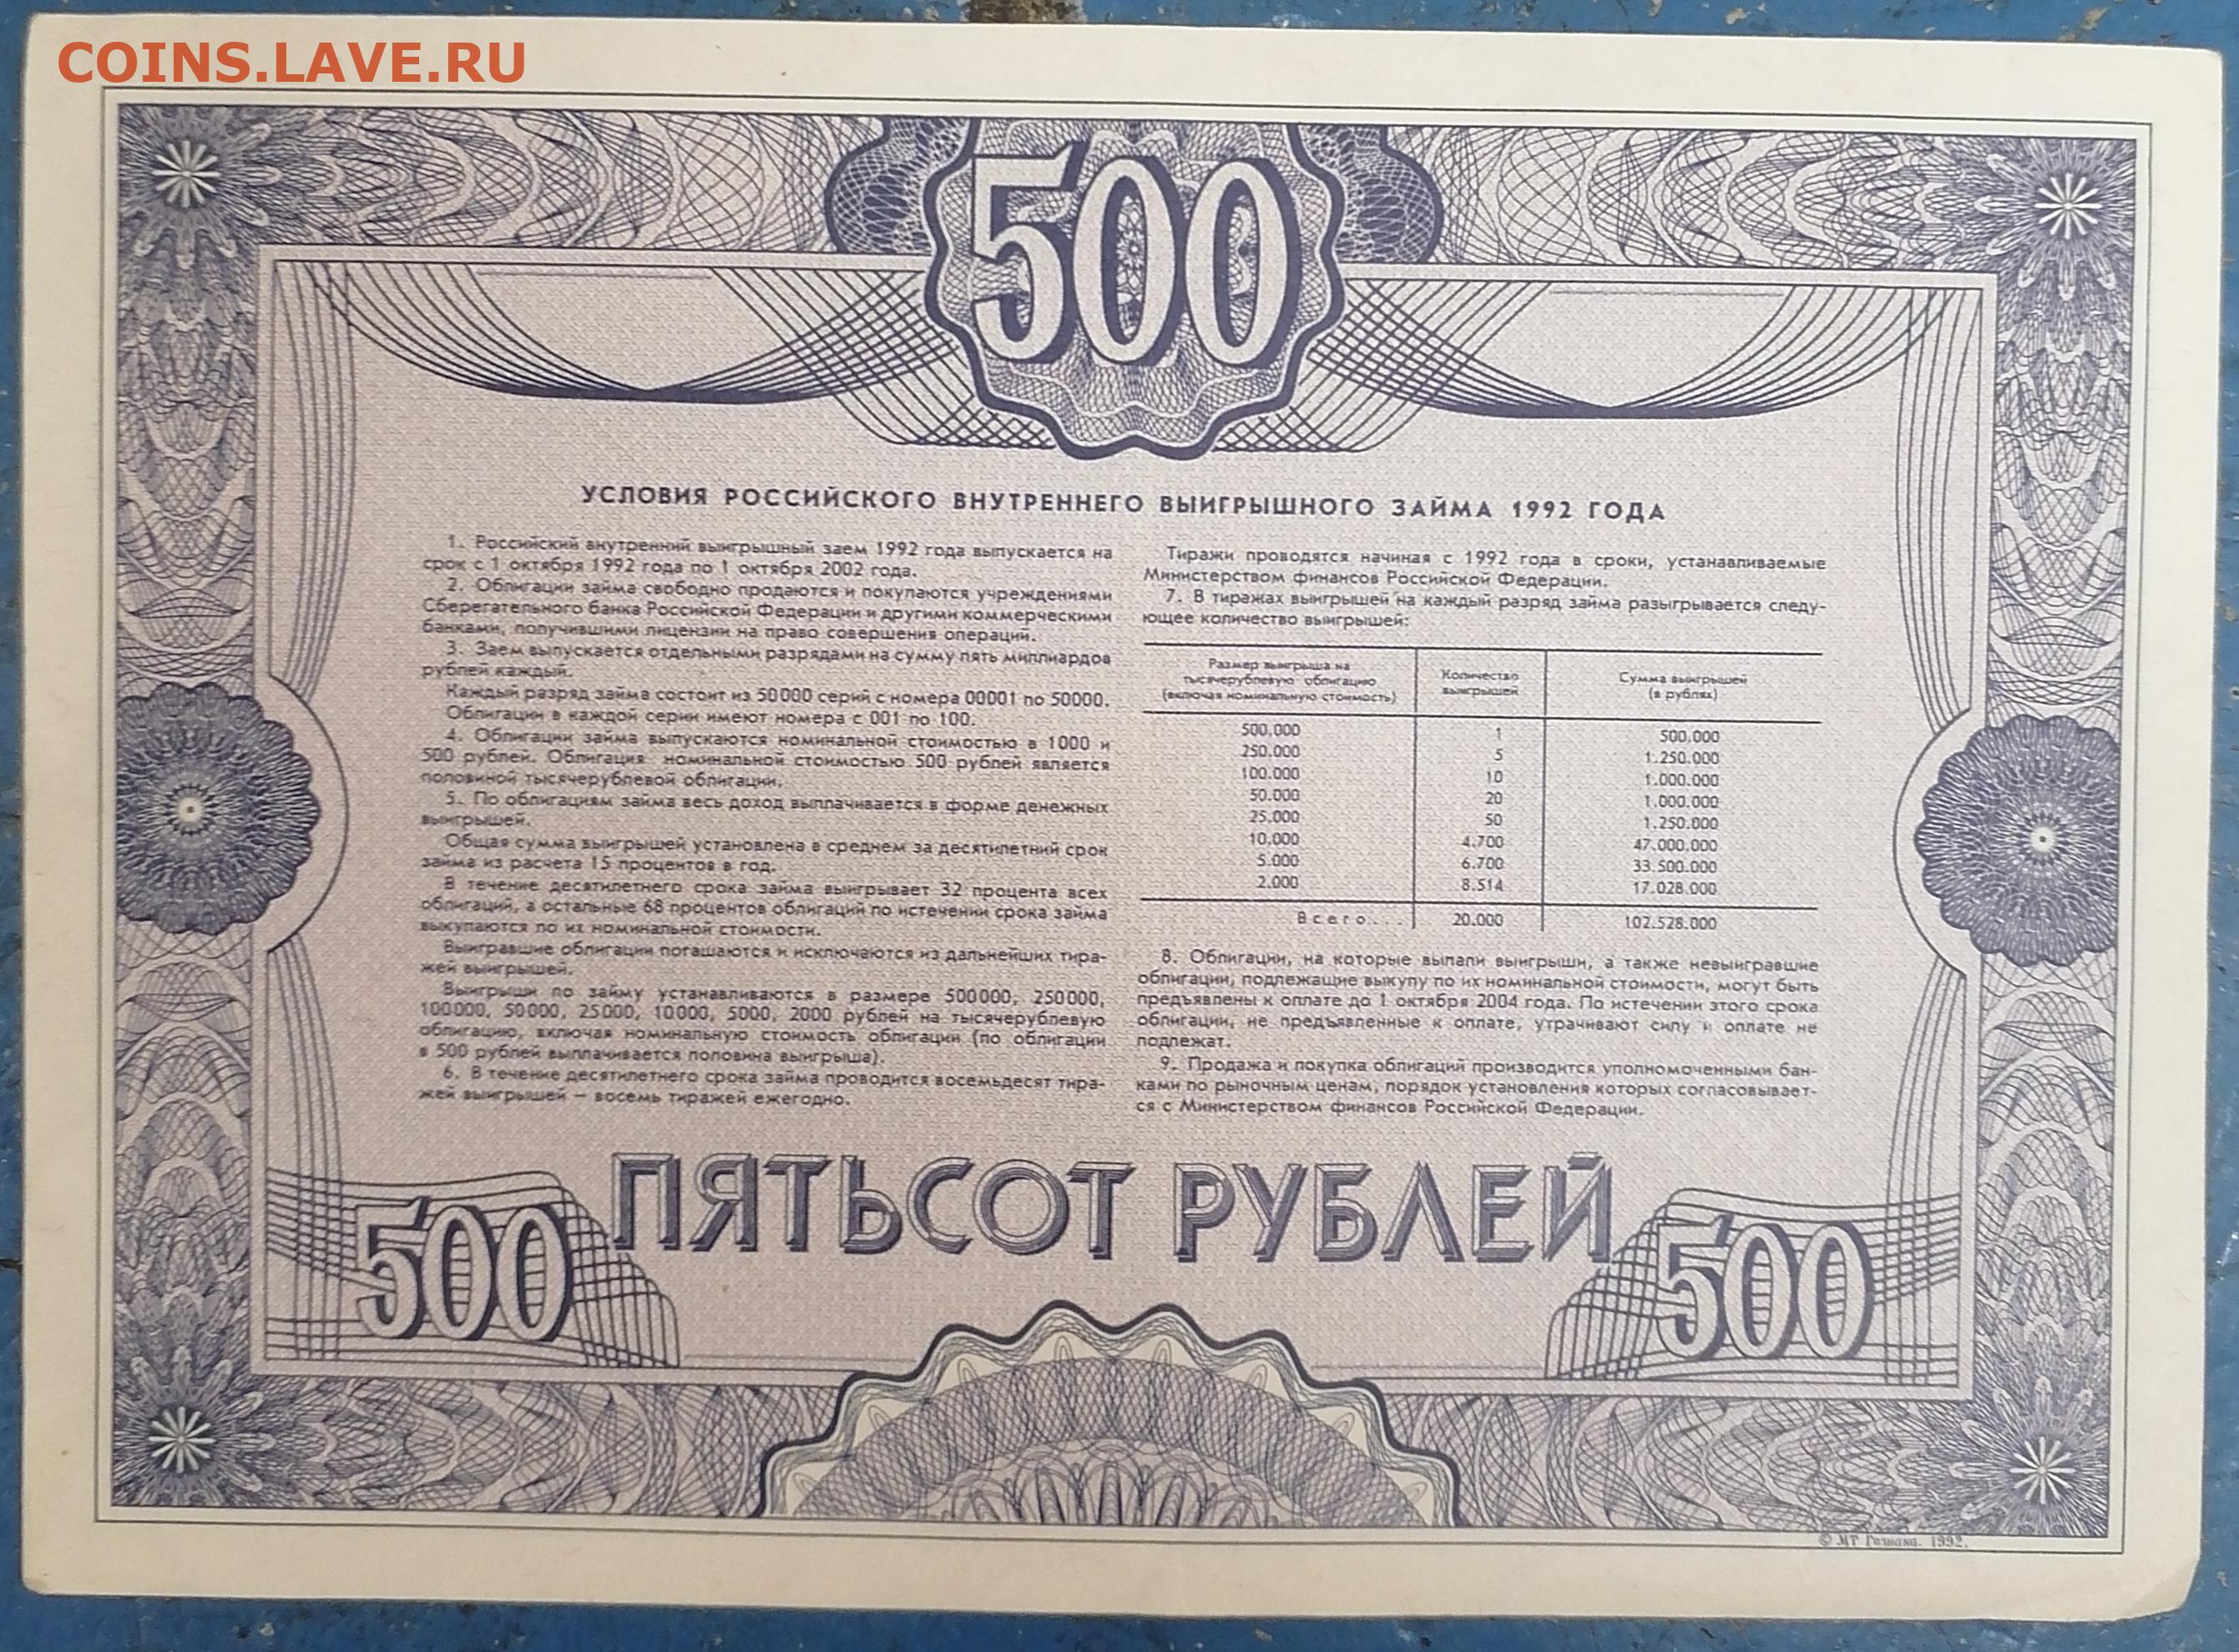 COINS.LAVE.RU
500
УСЛОВИЯ РОССИЙСКОГО ВНУТРЕННЕГО ВЫИГРЫШНОГО ЗАЙМА 1992 ГОДА
1. Российский внутренний выигрышный заем 1992 года выпускается на
срок с 1 октября 1992 года по 1 октября 2002 года.
2. Облигации займа свободно продаются и покупаются учреждениями
Сберегательного банка Российской Федерации и другими коммерческими
банками, получившими лицензии на право совершения операций.
3. Заем выпускается отдельными разрядами на сумму пять миллиардов
рублей каждый.
Каждый разряд займа состоит из 50000 серий с номера 00001 по 50000.
Облигации в каждой серии имеют номера с 001 по 100.
4. Облигации займа выпускаются номинальной стоимостью в 1000 и
500 рублей. Облигация номинальной стоимостью 500 рублей является
половиной тысячерублевой облигации.
5. По облигациям займа весь доход выплачивается в форме денежных
выигрышей.
Общая сумма выигрышей установлена в среднем за десятилетний срок
займа из расчета 15 процентов в год.
В течение десятилетнего срока займа выигрывает 32 процента всех
облигаций, а остальные 68 процентов облигаций по истечении срока займа
выкупаются по их номинальной стоимости.
Выигравшие облигации погашаются и исключаются из дальнейших тира-
жей выигрышей.
Выигрыши по займу устанавливаются в размере 500000, 250000,
100000, 50000, 25000, 10000, 5000, 2000 рублей на тысячерублевую
облигацию, включая номинальную стоимость облигации (по облигации
в 500 рублей выплачивается половина выигрыша).
6. В течение десятилетнего срока займа проводится восемьдесят тира-
жей выигрышей — восемь тиражей ежегодно.
Тиражи проводятся начиная с 1992 года в сроки, устанавливаемые
Министерством финансов Российской Федерации.
7. В тиражах выигрышей на каждый разряд займа разыгрывается следу-
ющее количество выигрышей:
Размер выигрыша на тысячерублевую облигацию (включая номинальную стоимость) Количество выигрышей Сумма выигрышей (в рублях)
500.000 1 500.000
250.000 5 1.250.000
100.000 10 1.000.000
50.000 20 1.000.000
25.000 50 1.250.000
10.000 4.700 47.000.000
5.000 6.700 33.500.000
2.000 8.514 17.028.000
Всего... 20.000 102.528.000
8. Облигации, на которые выпали выигрыши, а также невыигравшие
облигации, подлежащие выкупу по их номинальной стоимости, могут быть
предъявлены к оплате до 1 октября 2004 года. По истечении этого срока
облигации, не предъявленные к оплате, утрачивают силу и оплате не
подлежат.
9. Продажа и покупка облигаций производится уполномоченными бан-
ками по рыночным ценам, порядок установления которых согласовывает-
ся с Министерством финансов Российской Федерации.
ПЯТЬСОТ РУБЛЕЙ
500 500
© МТ Гознака. 1992.